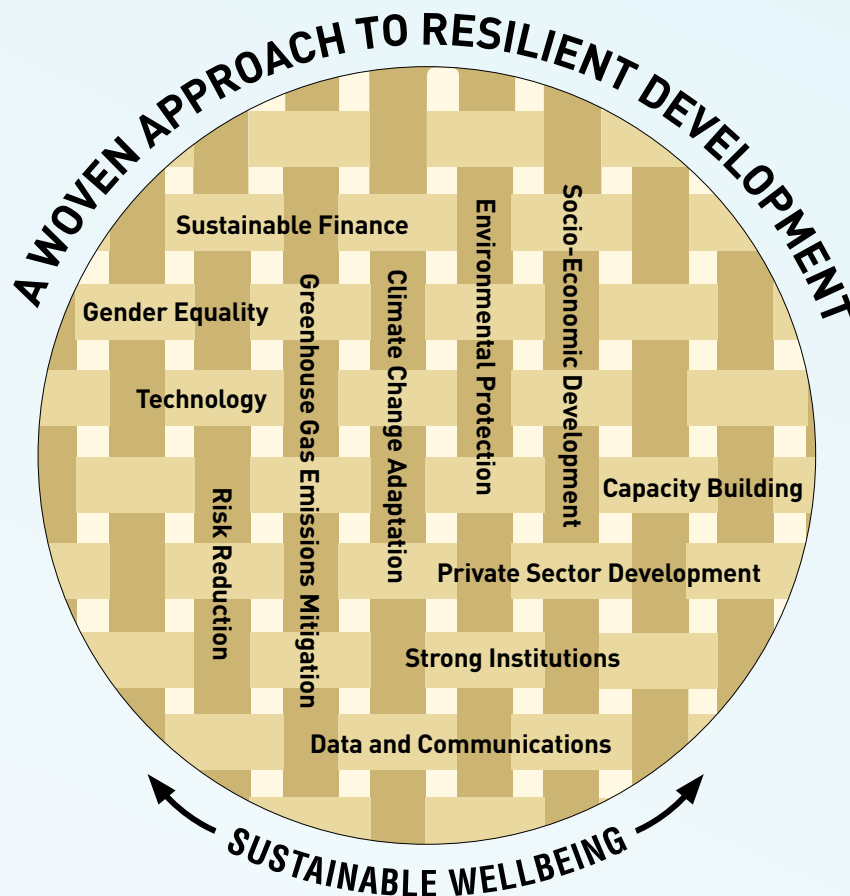 A WOVEN APPROACH TO RESILIENT DEVELOPMENT
Sustainable Finance
Gender Equality
Technology
Risk Reduction
Greenhouse Gas Emissions Mitigation
Climate Change Adaptation
Environmental Protection
Socio-Economic Development
Capacity Building
Private Sector Development
Strong Institutions
Data and Communications
SUSTAINABLE WELLBEING